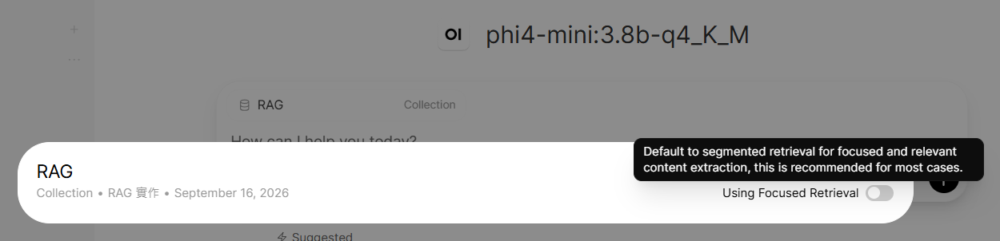 OI phi4-mini:3.8b-q4_K_M
RAG Collection
How can I help you today?
Default to segmented retrieval for focused and relevant
content extraction, this is recommended for most cases.
RAG
Collection • RAG 實作 • September 16, 2026
Using Focused Retrieval
Suggested